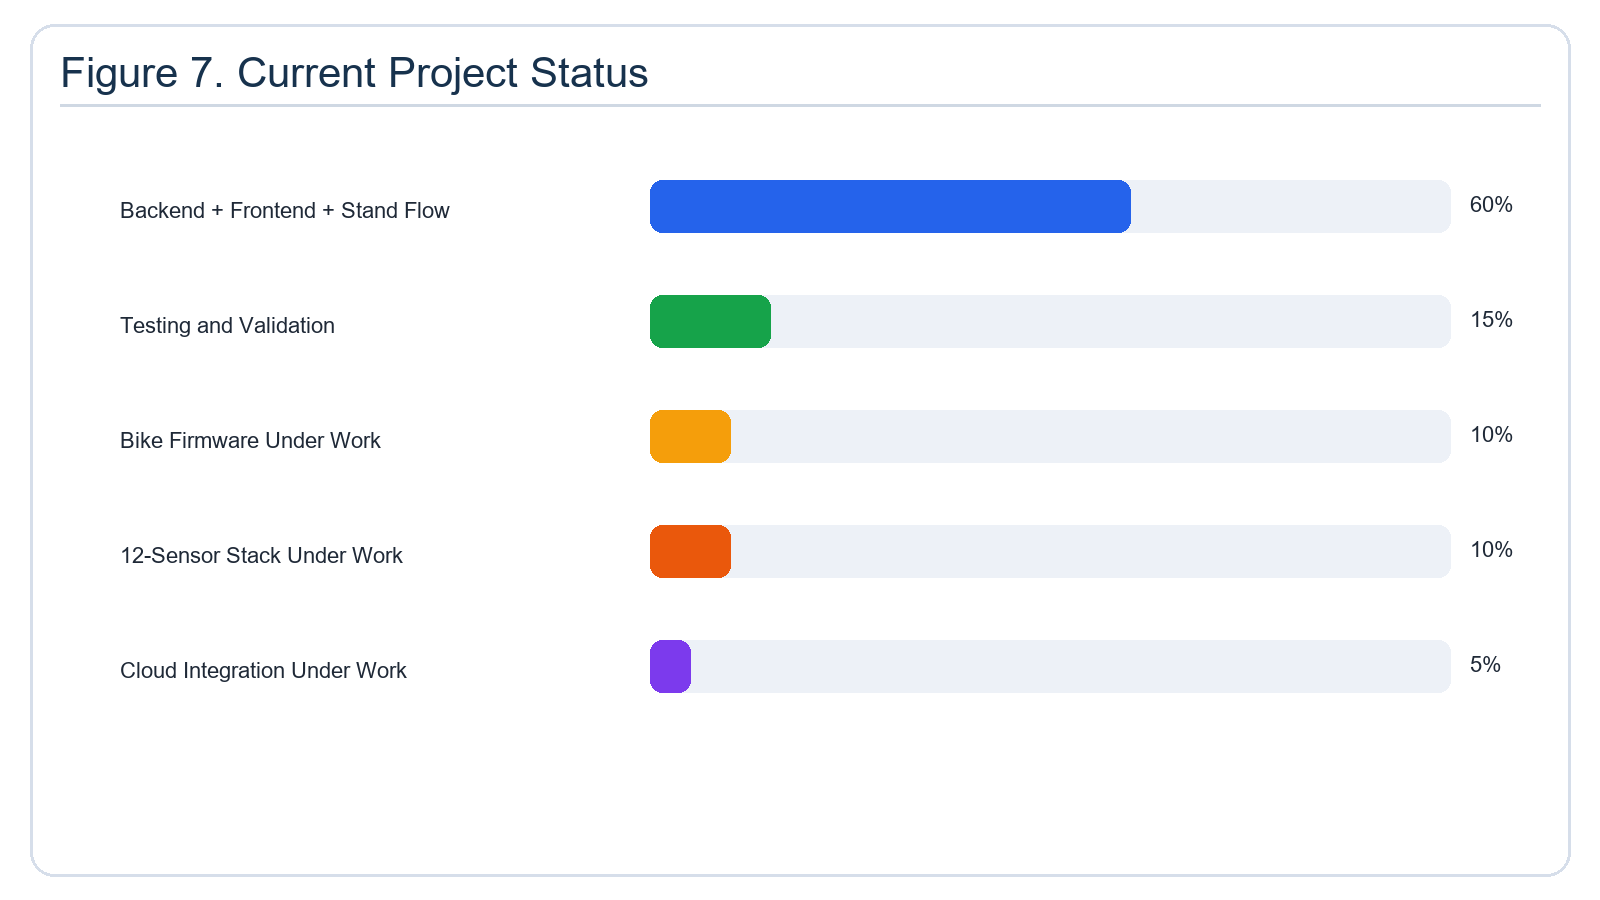 Figure 7. Current Project Status
Backend + Frontend + Stand Flow 60%
Testing and Validation 15%
Bike Firmware Under Work 10%
12-Sensor Stack Under Work 10%
Cloud Integration Under Work 5%